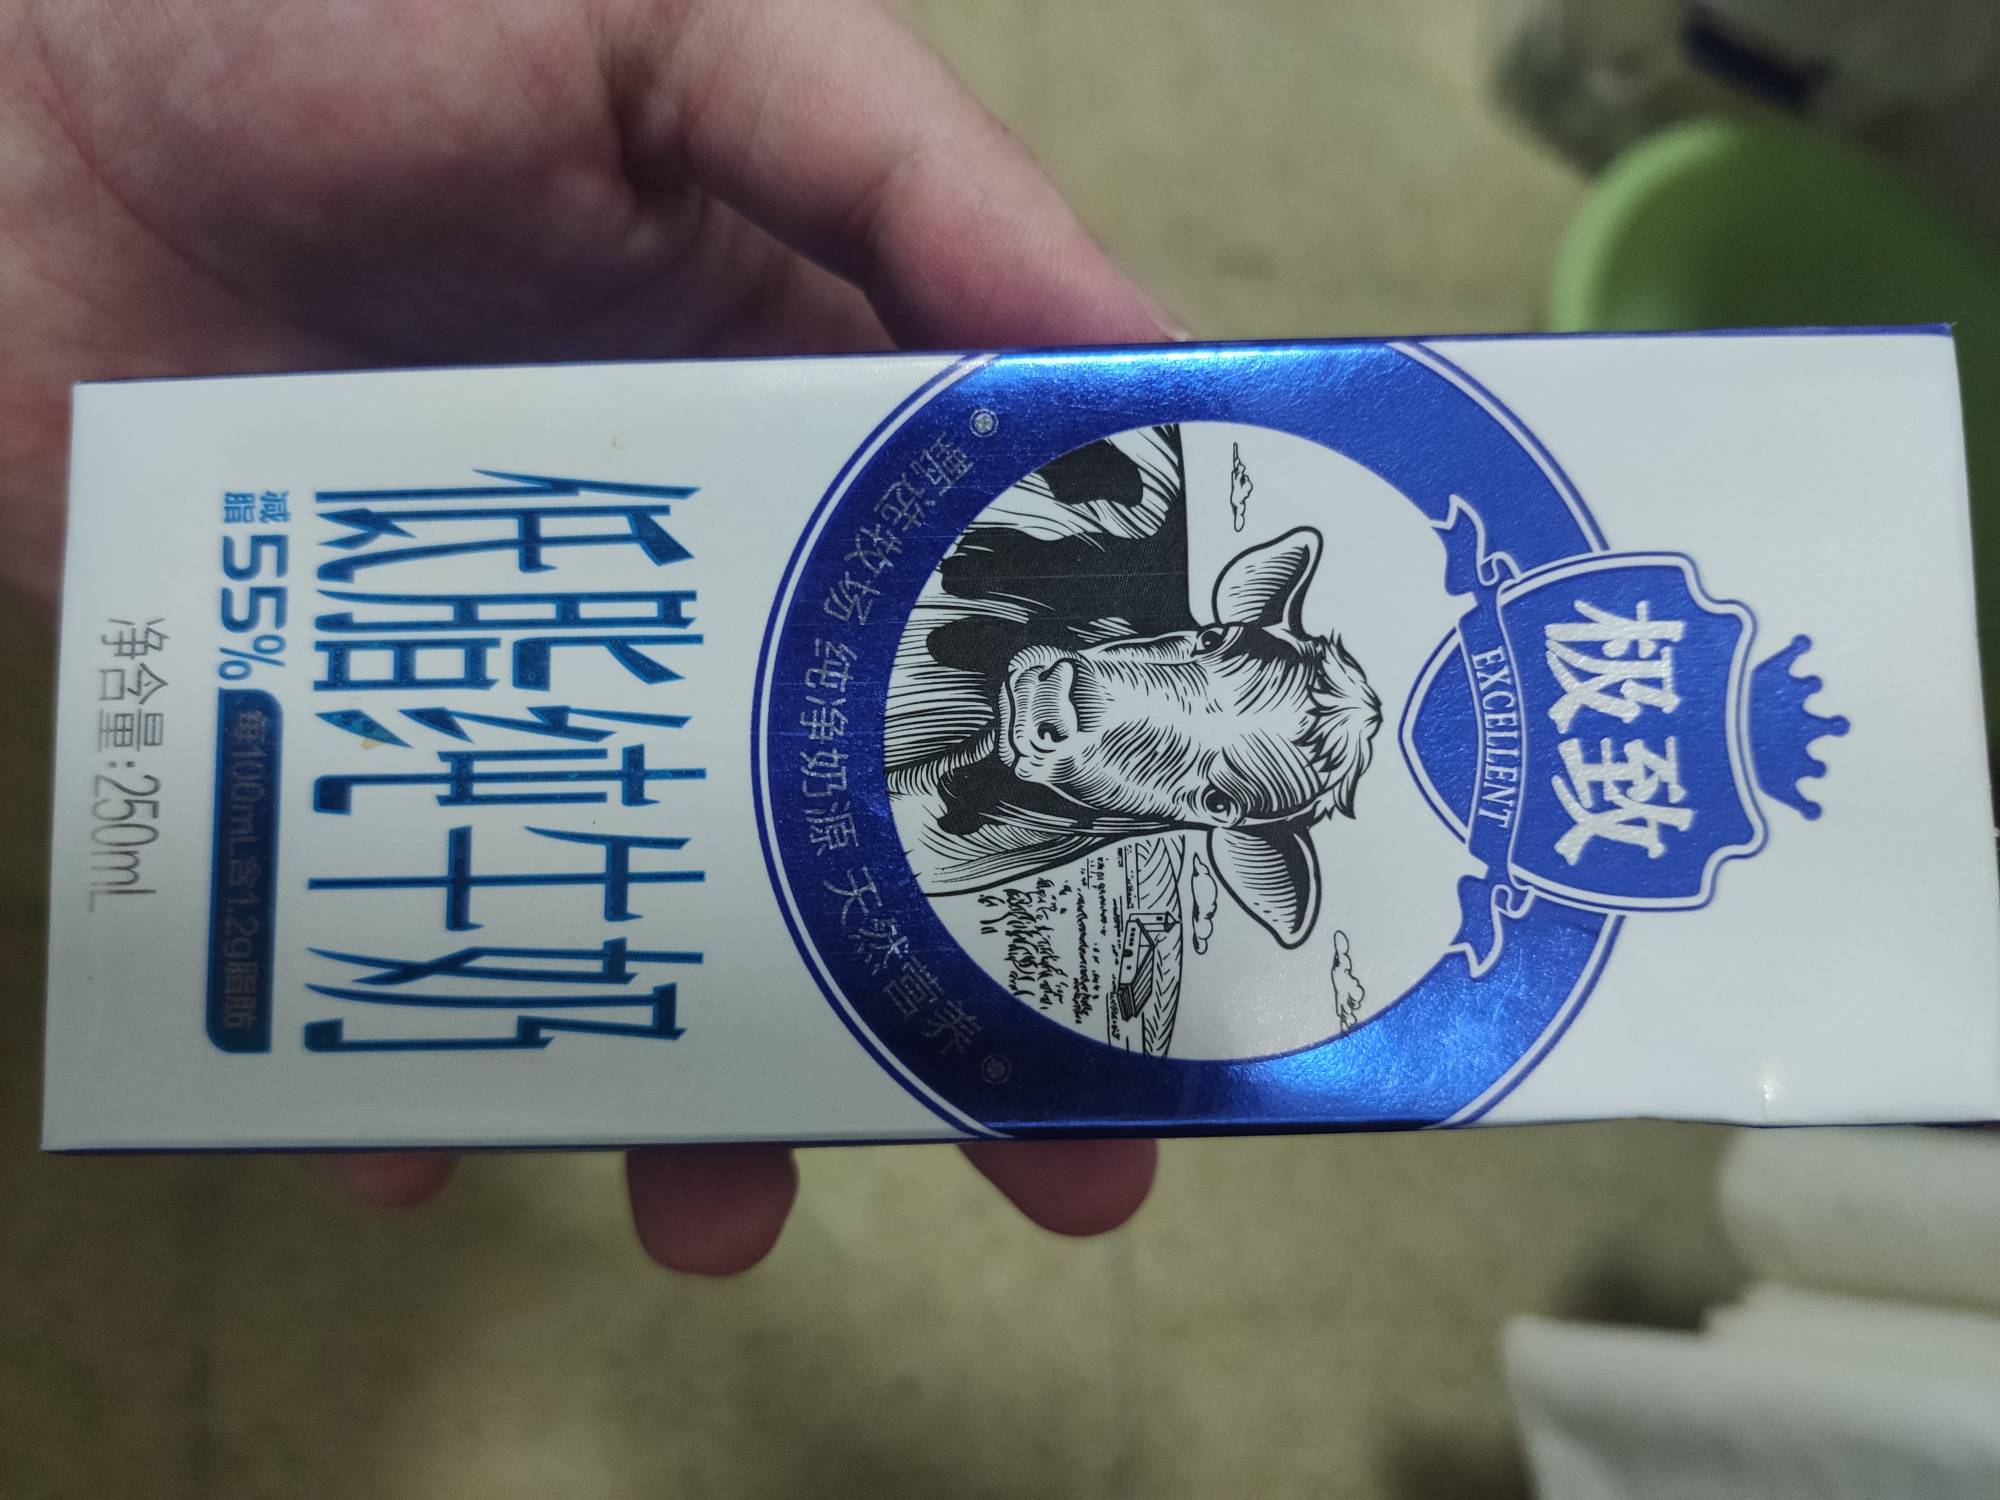 极致
EXCELLENT
甄选牧场 纯净奶源 天然营养
低脂纯牛奶
减脂55% 每100mL含1.2g脂肪
净含量:250mL